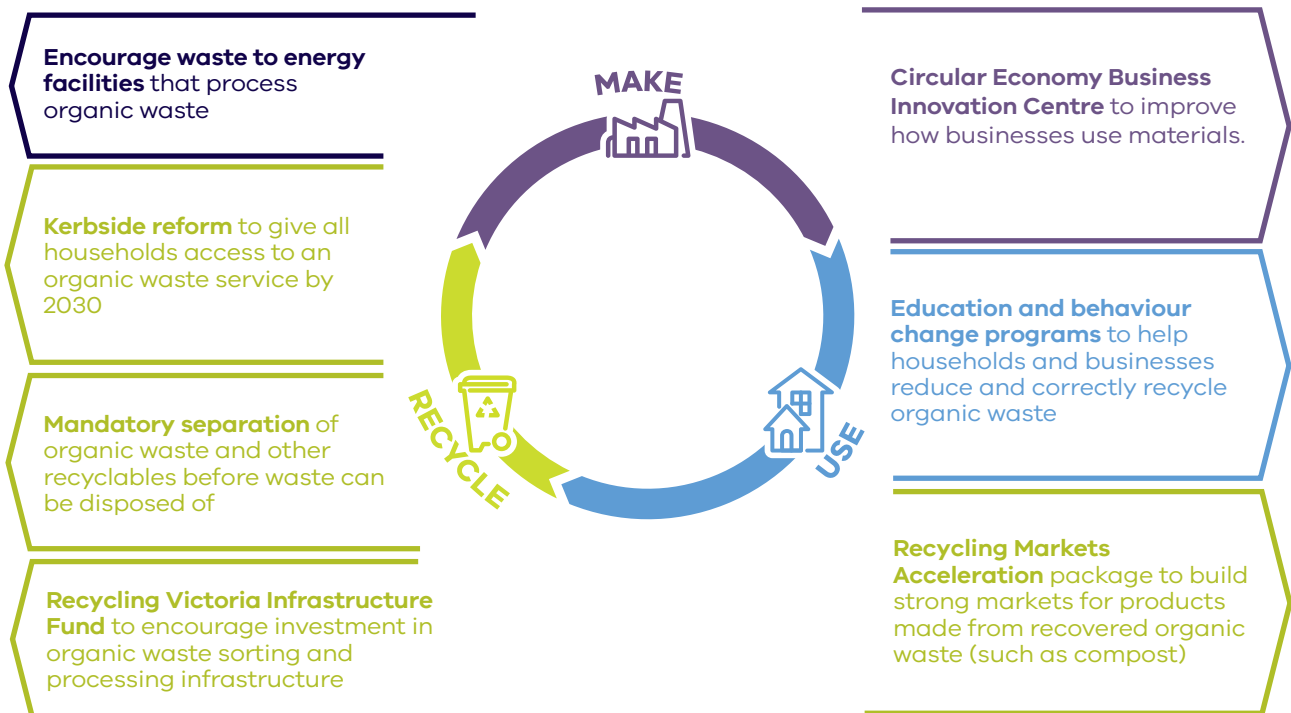 Encourage waste to energy
facilities that process
organic waste
Kerbside reform to give all
households access to an
organic waste service by
2030
Mandatory separation of
organic waste and other
recyclables before waste can
be disposed of
Recycling Victoria Infrastructure
Fund to encourage investment in
organic waste sorting and
processing infrastructure
MAKE
USE
RECYCLE
Circular Economy Business
Innovation Centre to improve
how businesses use materials.
Education and behaviour
change programs to help
households and businesses
reduce and correctly recycle
organic waste
Recycling Markets
Acceleration package to build
strong markets for products
made from recovered organic
waste (such as compost)